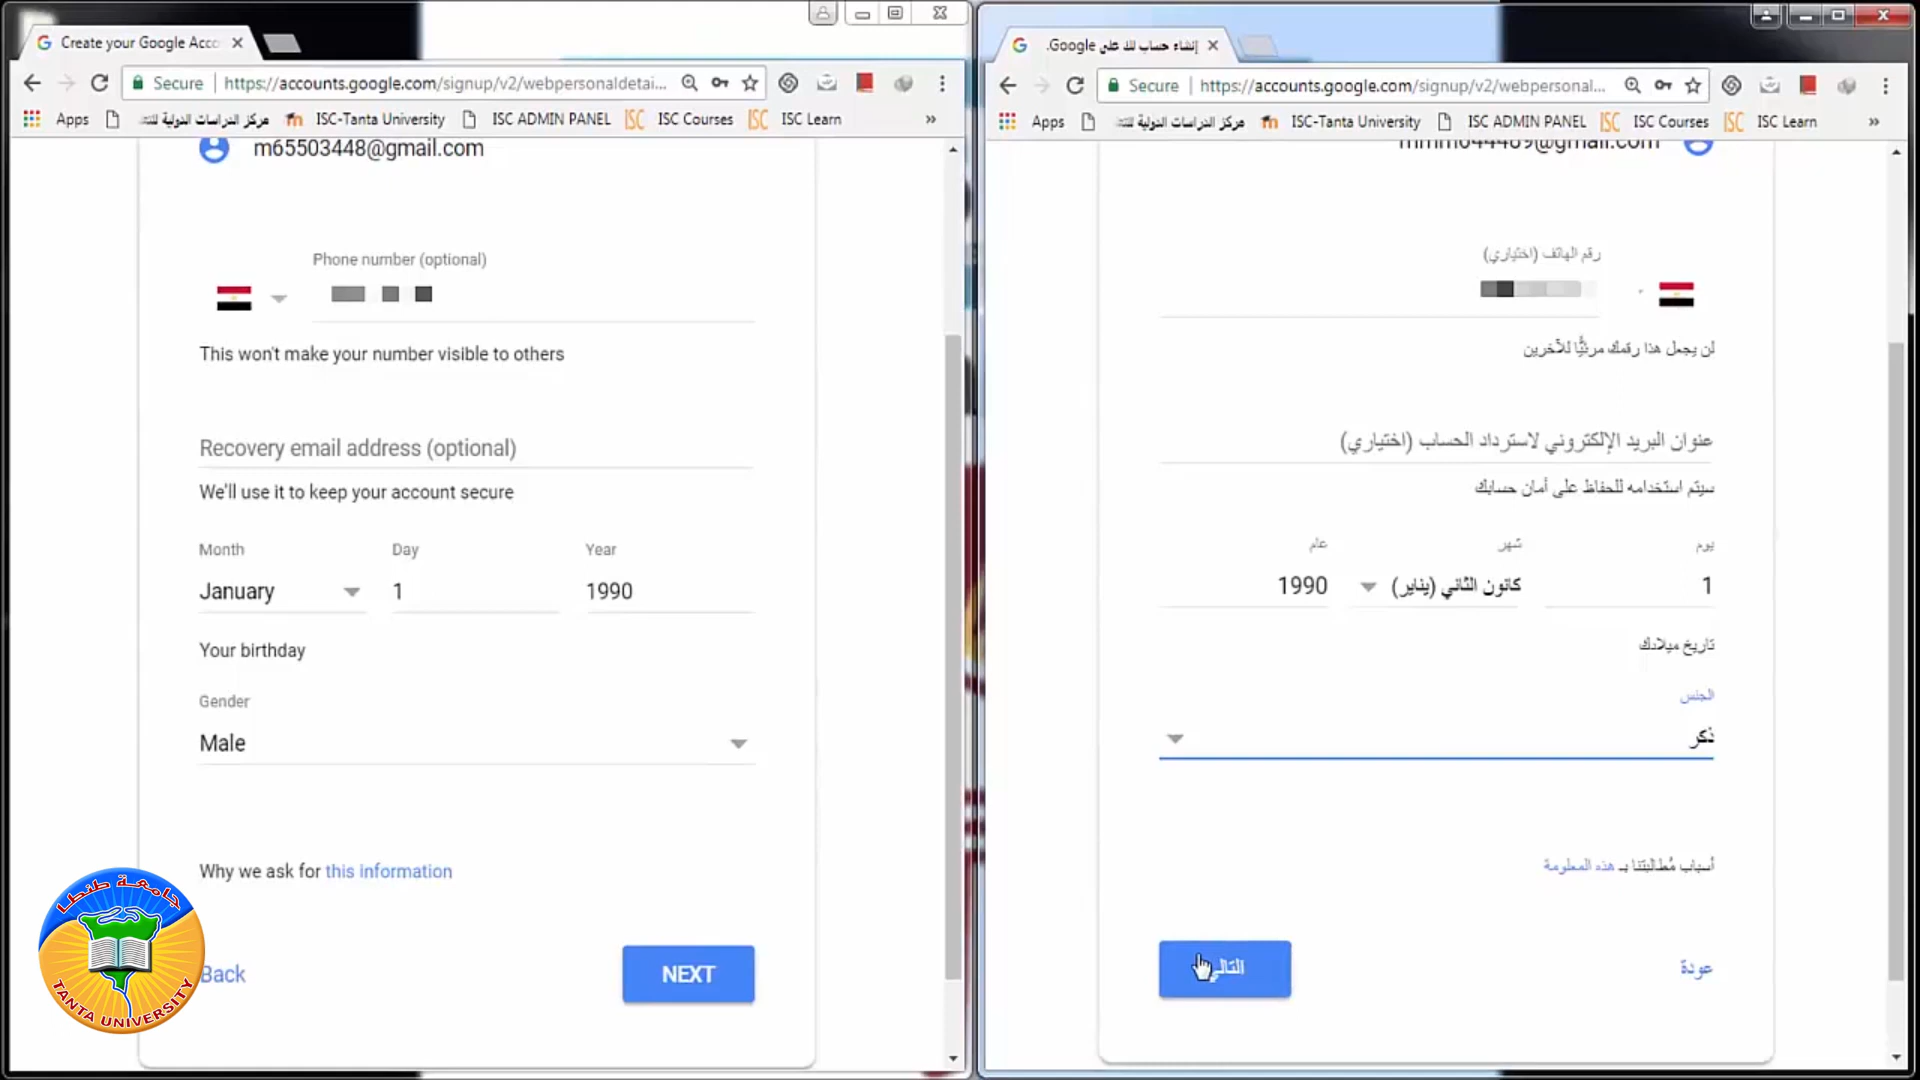 Create your Google Acco
Secure https://accounts.google.com/signup/v2/webpersonaldetai...
Apps مركز الدراسات الدولية للتد ISC-Tanta University ISC ADMIN PANEL ISC ISC Courses ISC ISC Learn »
m65503448@gmail.com
Phone number (optional)
This won't make your number visible to others
Recovery email address (optional)
We'll use it to keep your account secure
Month Day Year
January 1 1990
Your birthday
Gender
Male
Why we ask for this information
Back NEXT
جامعة طنطا
TANTA UNIVERSITY
إنشاء حساب لك على Google.
Secure https://accounts.google.com/signup/v2/webpersonal...
Apps مركز الدراسات الدولية للتد ISC-Tanta University ISC ADMIN PANEL ISC ISC Courses ISC ISC Learn »
رقم الهاتف (اختياري)
لن يجعل هذا رقمك مرئيًّا للآخرين
عنوان البريد الإلكتروني لاسترداد الحساب (اختياري)
سيتم استخدامه للحفاظ على أمان حسابك
يوم شهر عام
1 كانون الثاني (يناير) 1990
تاريخ ميلادك
الجنس
ذكر
أسباب مُطالبتنا بـ هذه المعلومة
عودة التالي